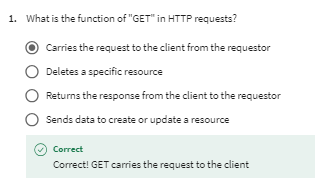 1. What is the function of "GET" in HTTP requests?
Carries the request to the client from the requestor
Deletes a specific resource
Returns the response from the client to the requestor
Sends data to create or update a resource
Correct
Correct! GET carries the request to the client